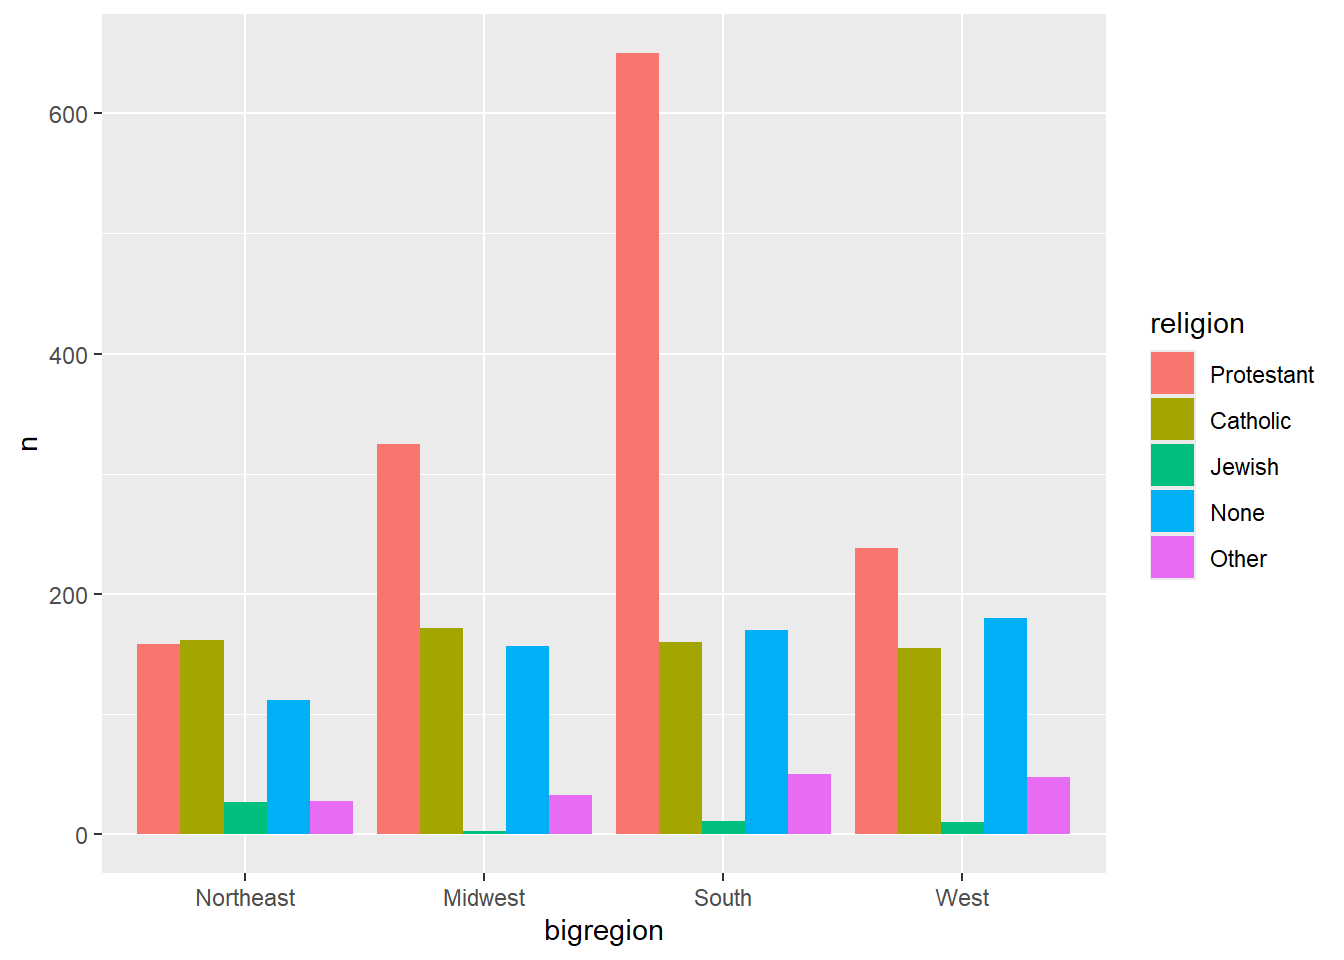 600
400
200
0
n
Northeast Midwest South West
bigregion
religion
Protestant
Catholic
Jewish
None
Other